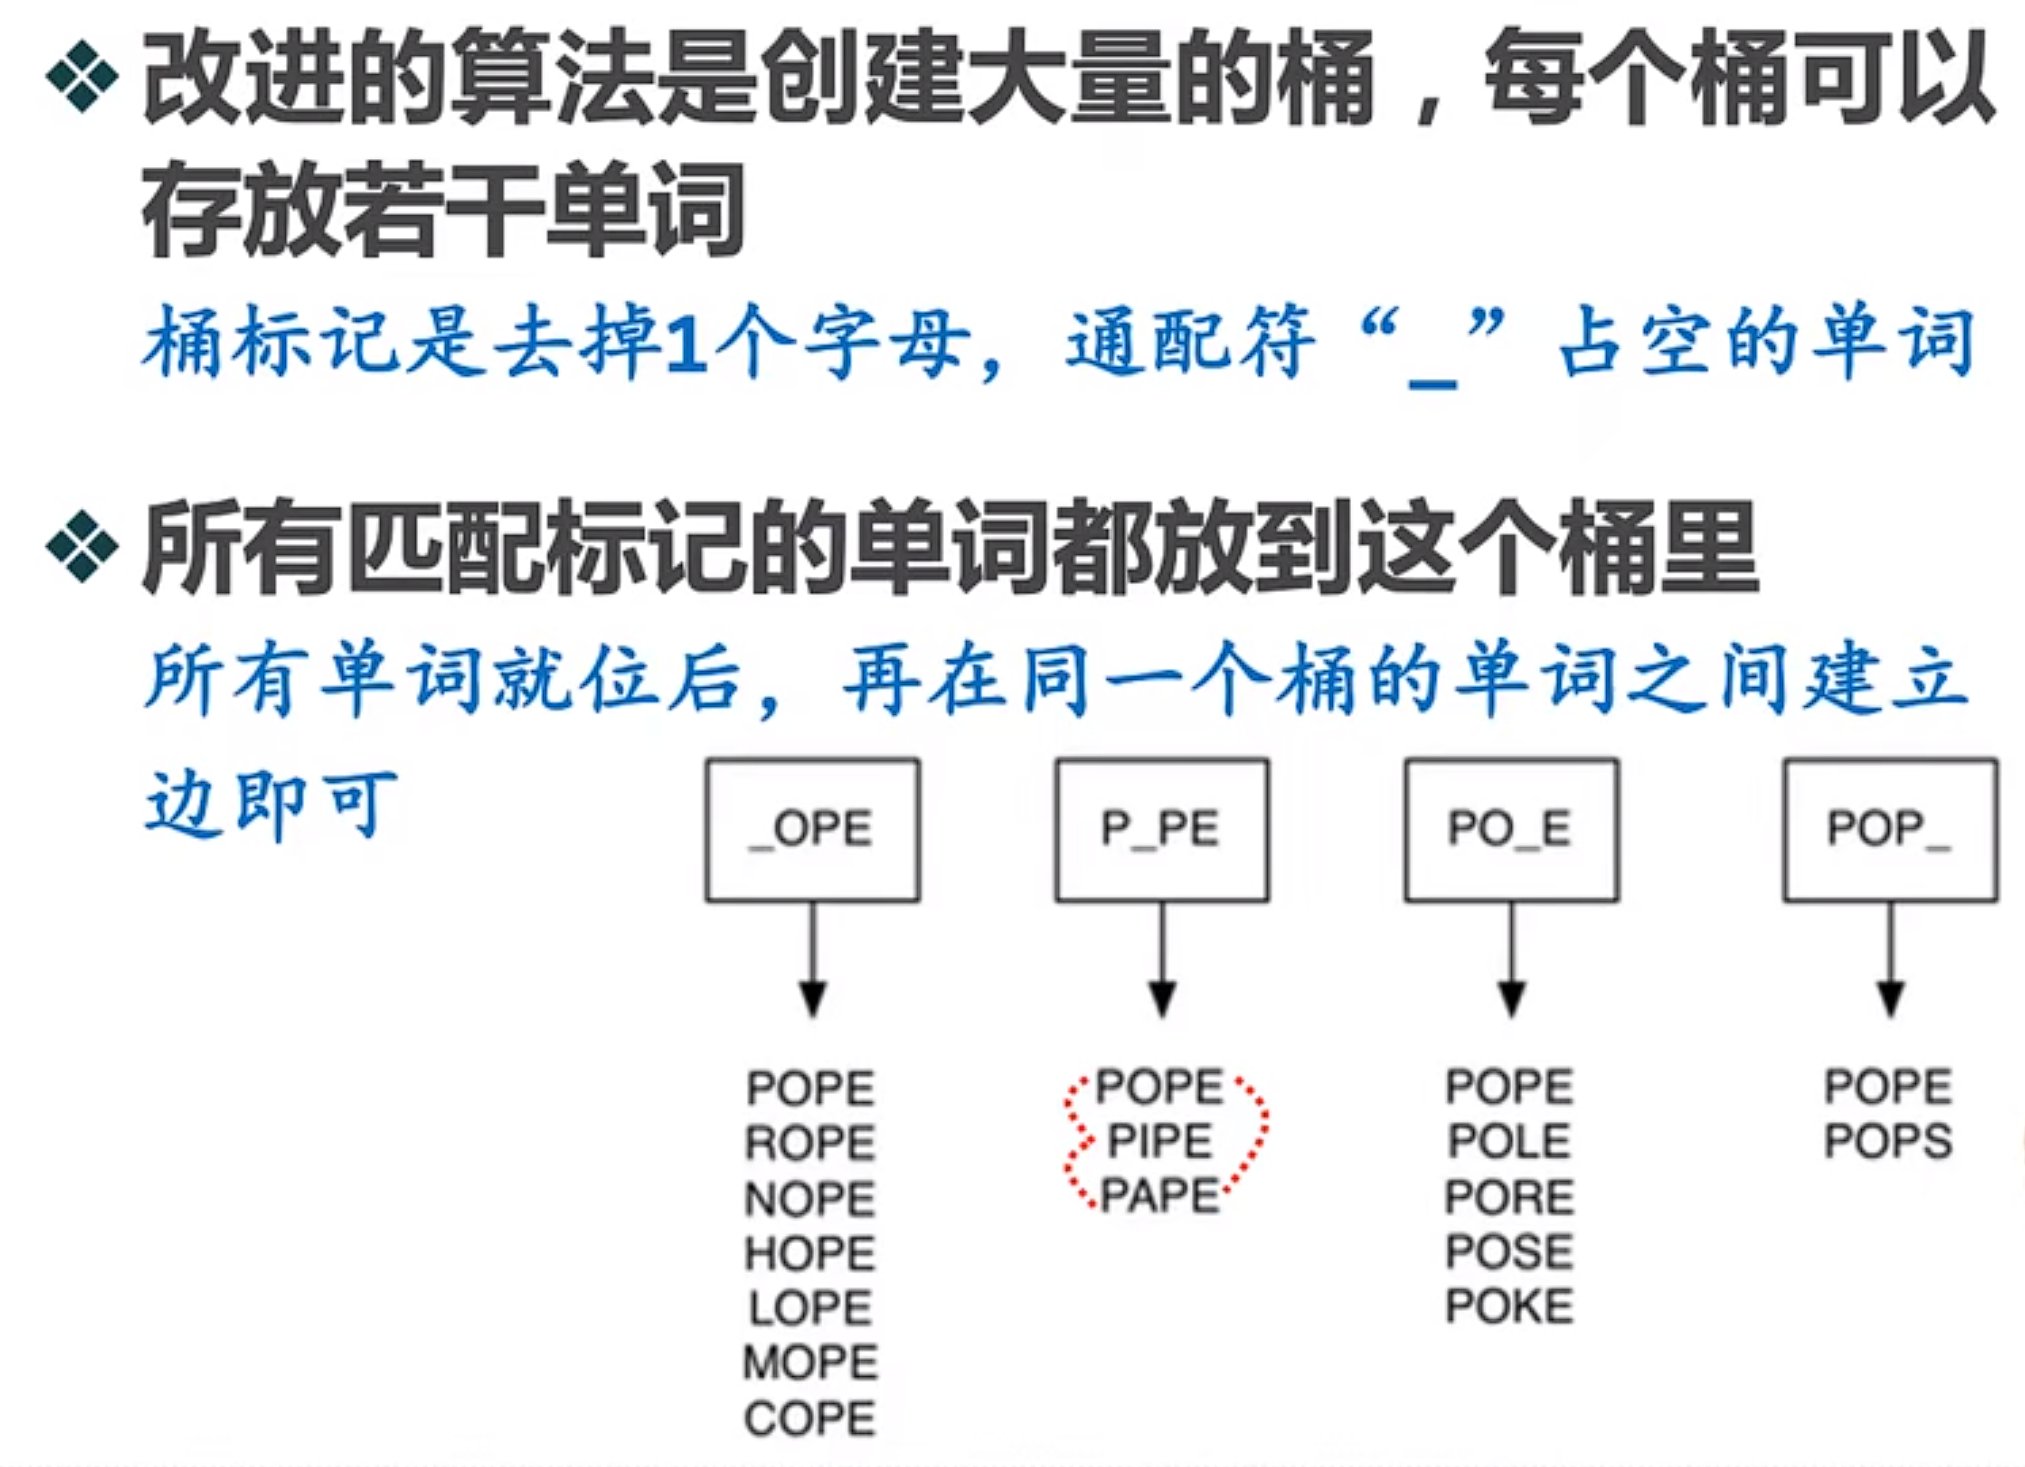 改进的算法是创建大量的桶，每个桶可以
存放若干单词
桶标记是去掉1个字母，通配符“_”占空的单词
所有匹配标记的单词都放到这个桶里
所有单词就位后，再在同一个桶的单词之间建立
边即可
_OPE P_PE PO_E POP_
POPE POPE POPE POPE
ROPE PIPE POLE POPS
NOPE PAPE PORE
HOPE POSE
LOPE POKE
MOPE
COPE